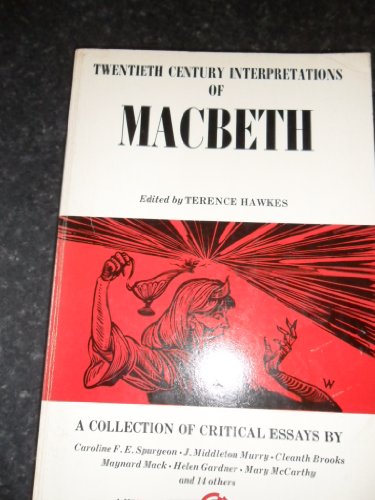 TWENTIETH CENTURY INTERPRETATIONS
OF
MACBETH
Edited by TERENCE HAWKES
W
A COLLECTION OF CRITICAL ESSAYS BY
Caroline F. E. Spurgeon • J. Middleton Murry • Cleanth Brooks
Maynard Mack • Helen Gardner • Mary McCarthy
and 14 others